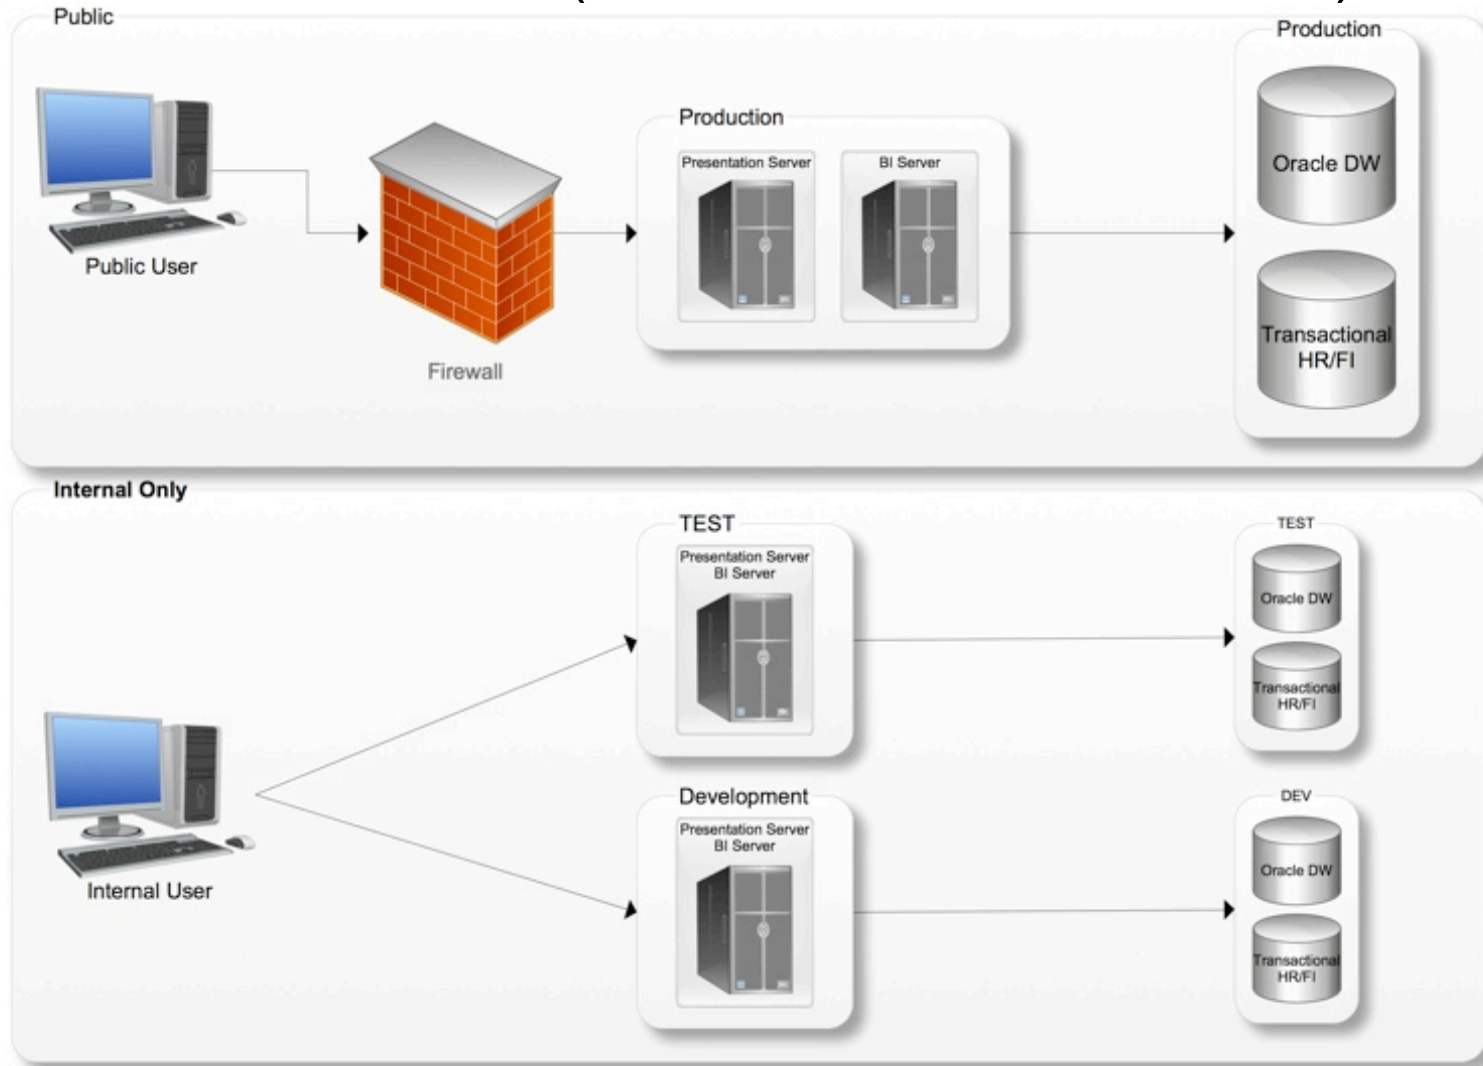 Public
Production
Production
Presentation Server
BI Server
Oracle DW
Transactional
HR/FI
Public User
Firewall
Internal Only
TEST
Presentation Server
BI Server
TEST
Oracle DW
Transactional
HR/FI
Internal User
Development
Presentation Server
BI Server
DEV
Oracle DW
Transactional
HR/FI